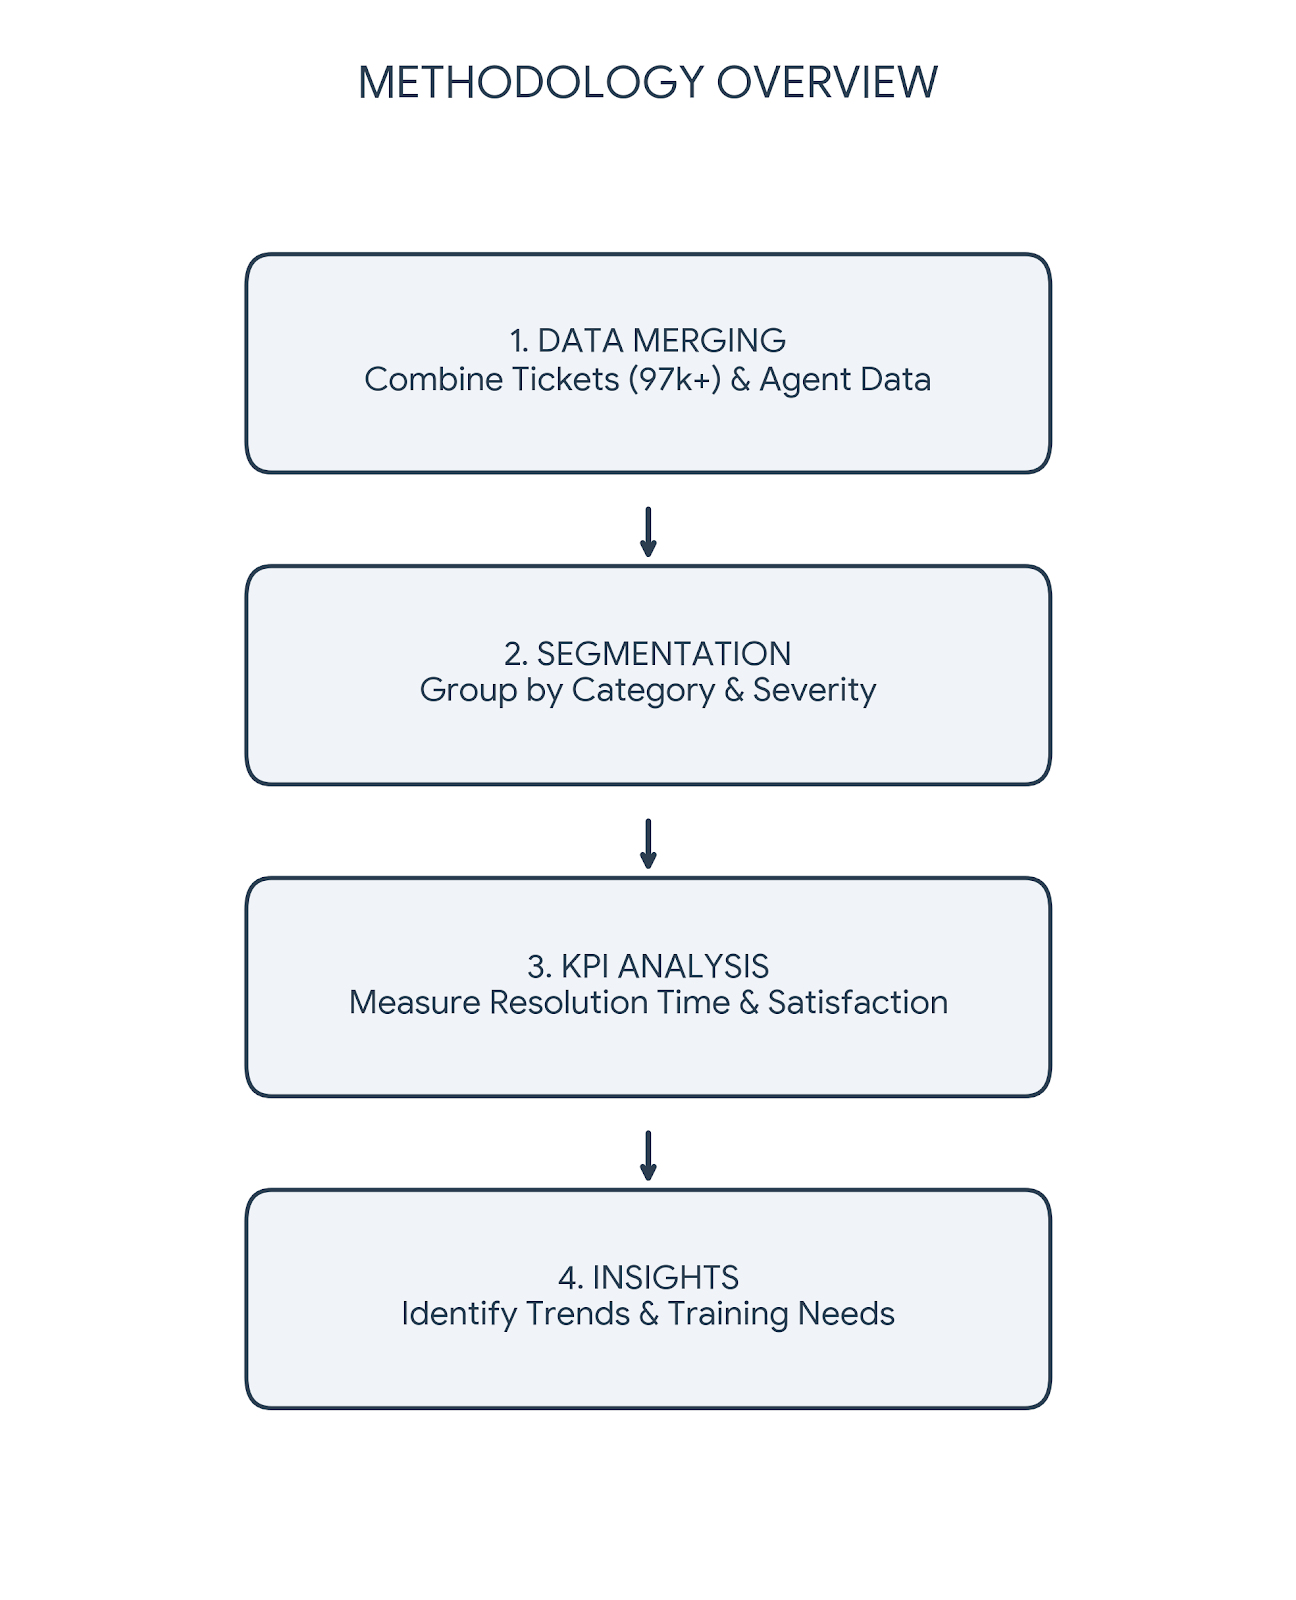 METHODOLOGY OVERVIEW
1. DATA MERGING
Combine Tickets (97k+) & Agent Data
2. SEGMENTATION
Group by Category & Severity
3. KPI ANALYSIS
Measure Resolution Time & Satisfaction
4. INSIGHTS
Identify Trends & Training Needs